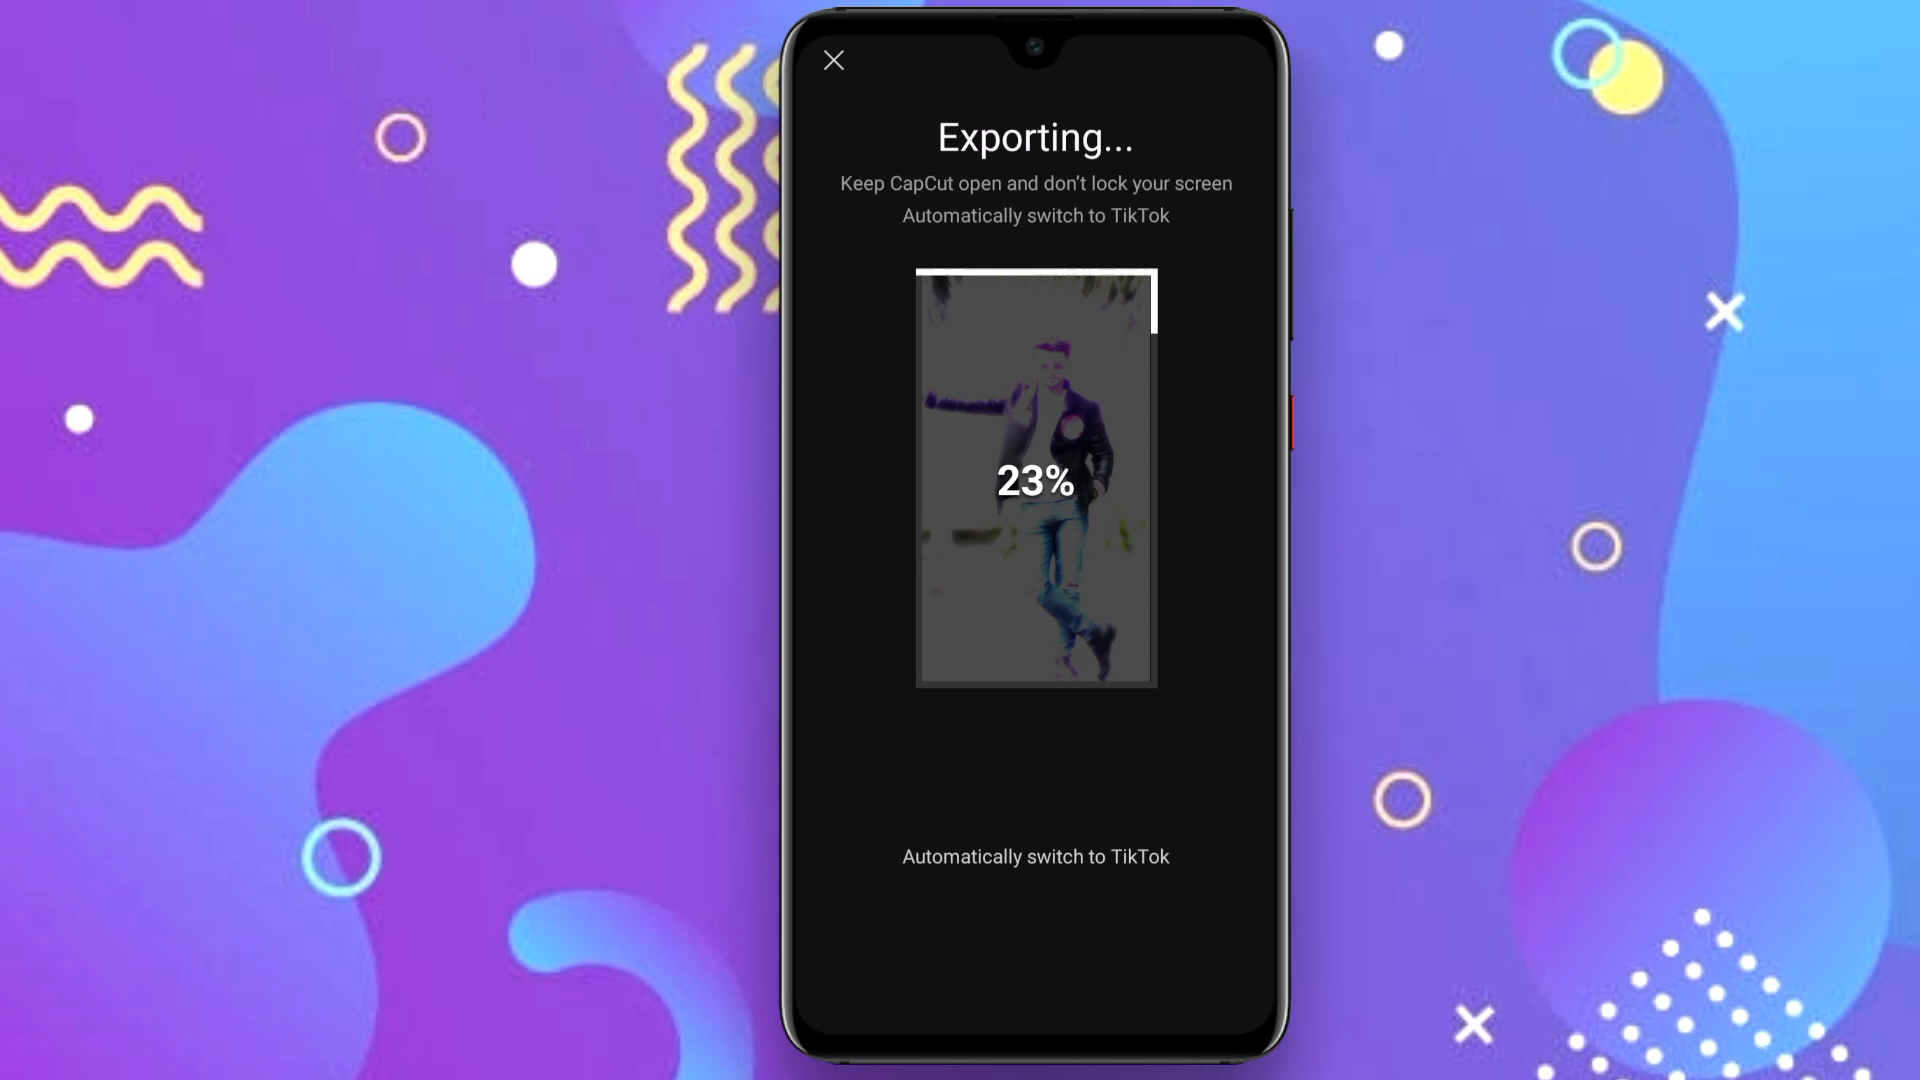 Exporting...
Keep CapCut open and don't lock your screen
Automatically switch to TikTok
23%
Automatically switch to TikTok